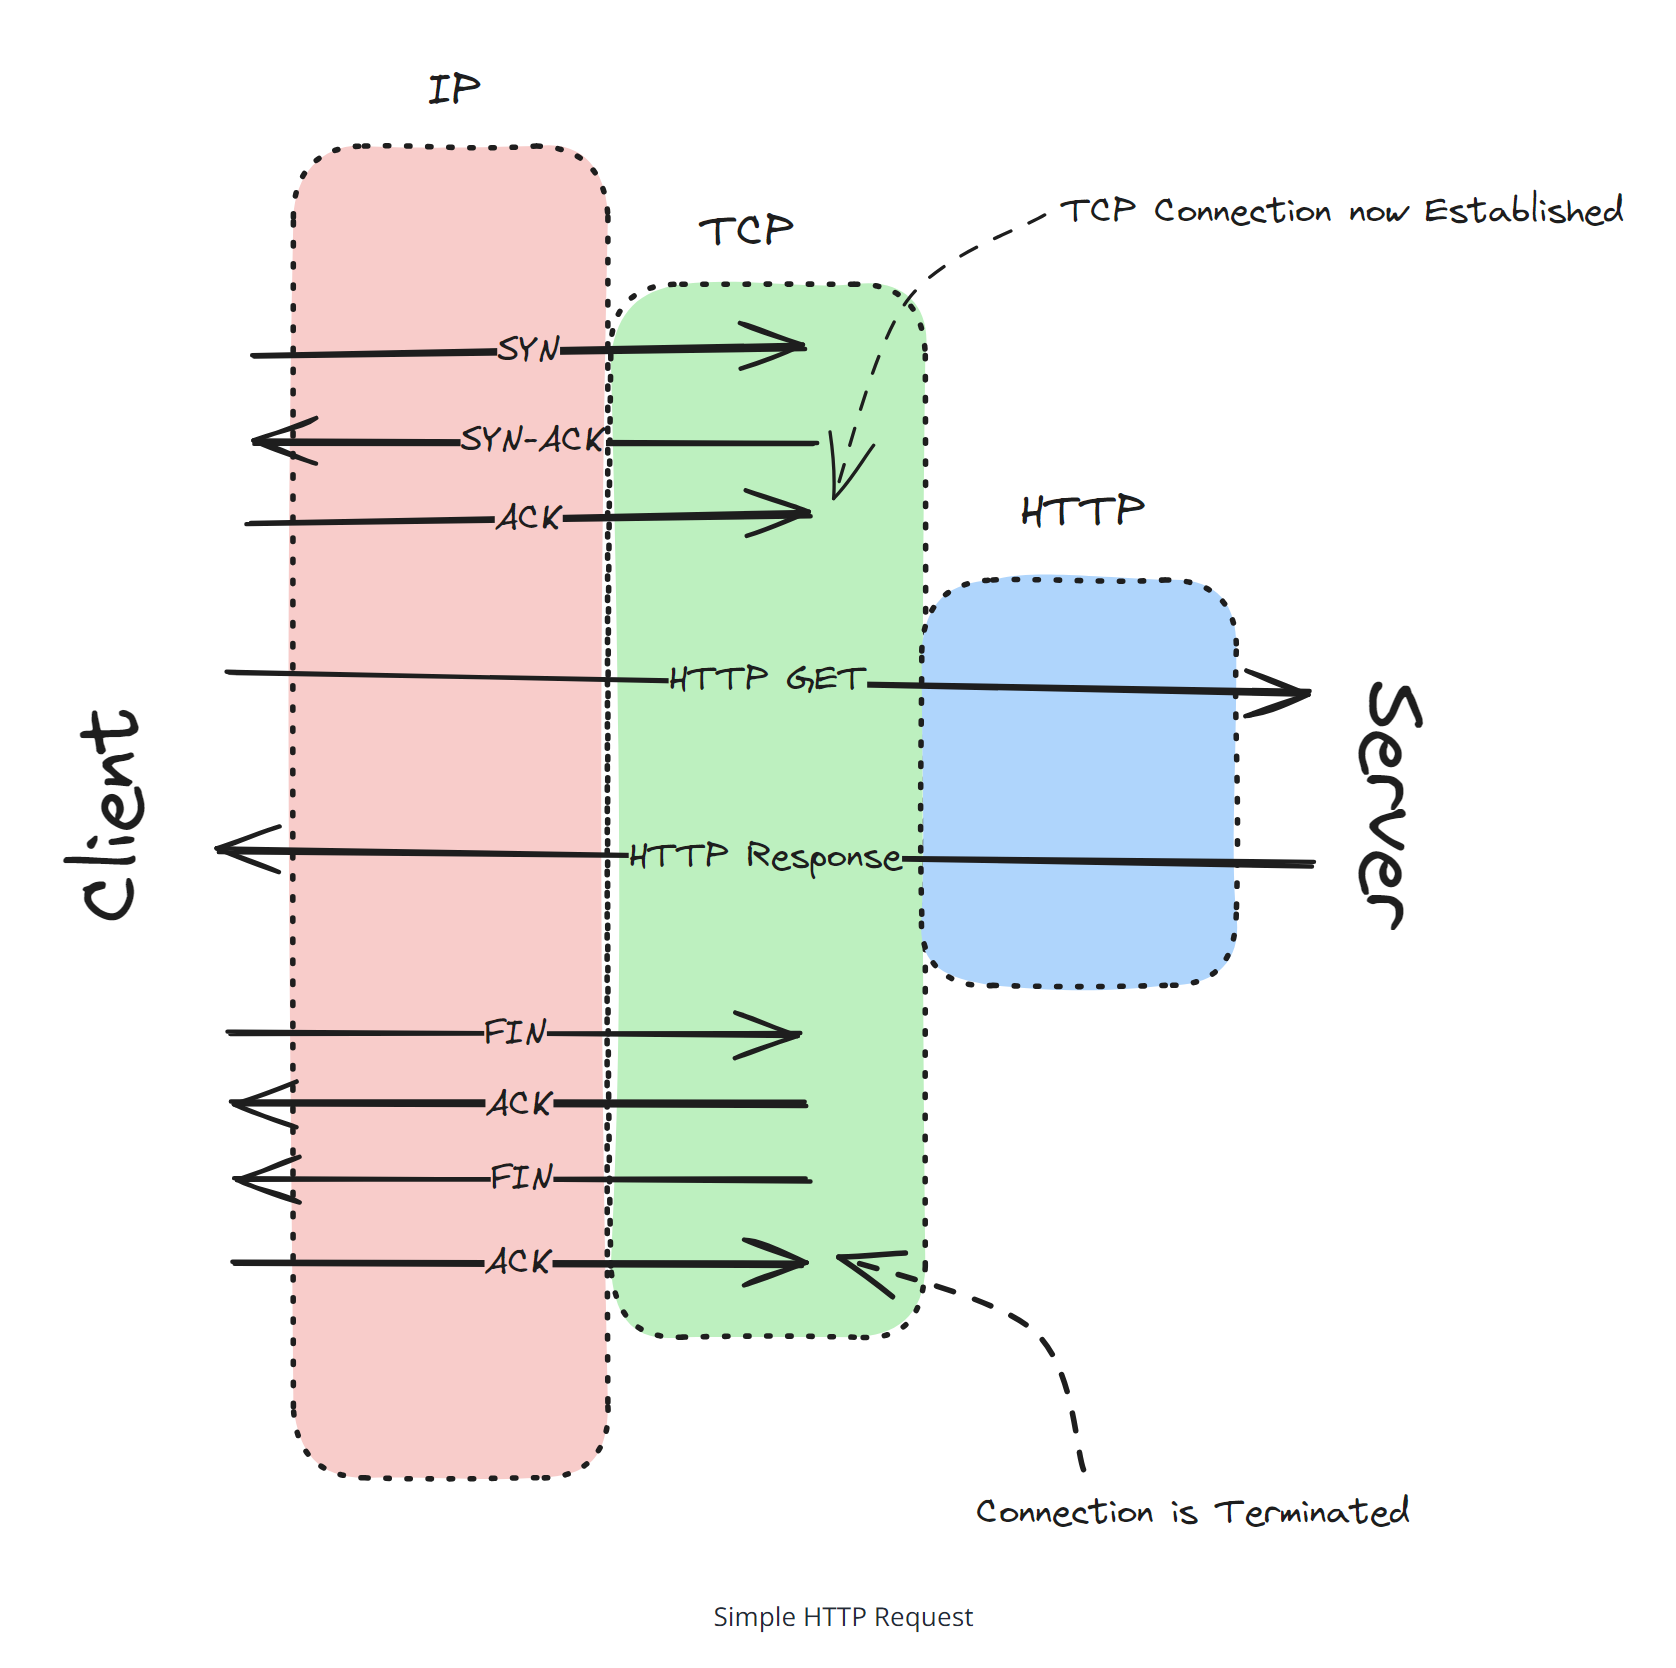 IP
TCP
TCP Connection now Established
SYN
SYN-ACK
ACK
HTTP
HTTP GET
Client
Server
HTTP Response
FIN
ACK
FIN
ACK
Connection is Terminated
Simple HTTP Request